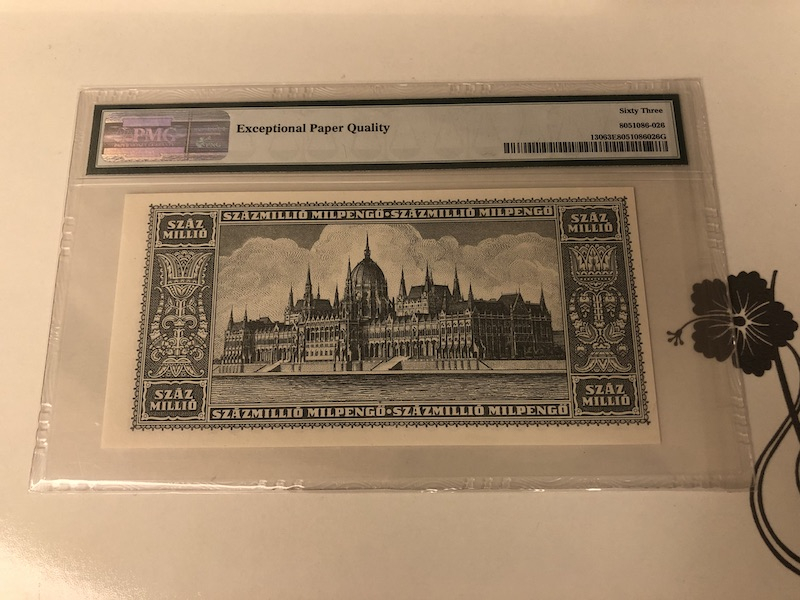 PMG
Exceptional Paper Quality
Sixty Three
8051086-026
13063E8051086026G
SZÁZ
MILLIÓ
SZÁZMILLIÓ MILPENGŐ•SZÁZMILLIÓ MILPENGŐ
SZÁZ
MILLIÓ
SZÁZ
MILLIÓ
SZÁZMILLIÓ MILPENGŐ•SZÁZMILLIÓ MILPENGŐ
SZÁZ
MILLIÓ